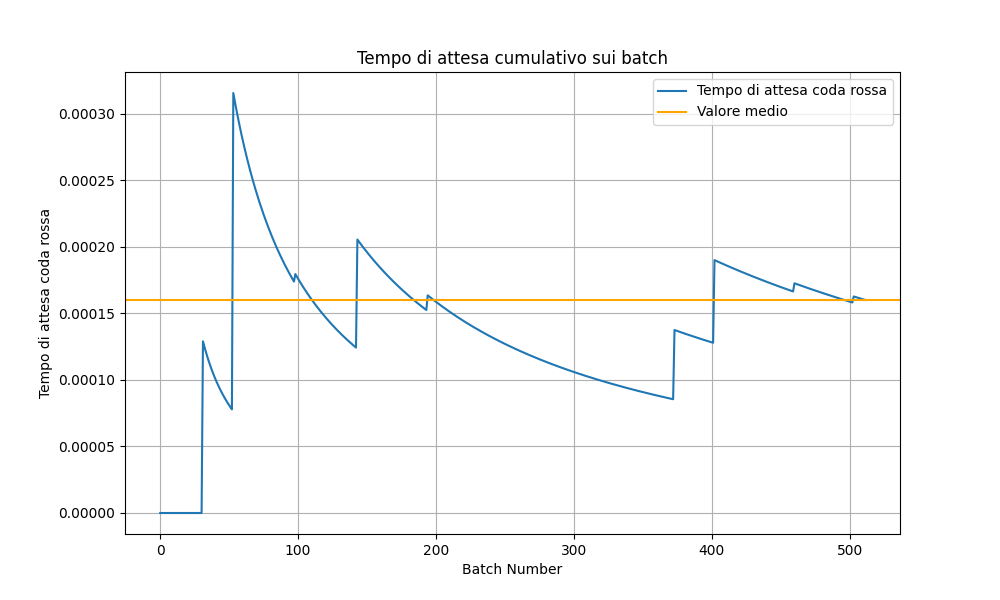 Tempo di attesa cumulativo sui batch
Tempo di attesa coda rossa
Valore medio
Tempo di attesa coda rossa
0.00030
0.00025
0.00020
0.00015
0.00010
0.00005
0.00000
0 100 200 300 400 500
Batch Number